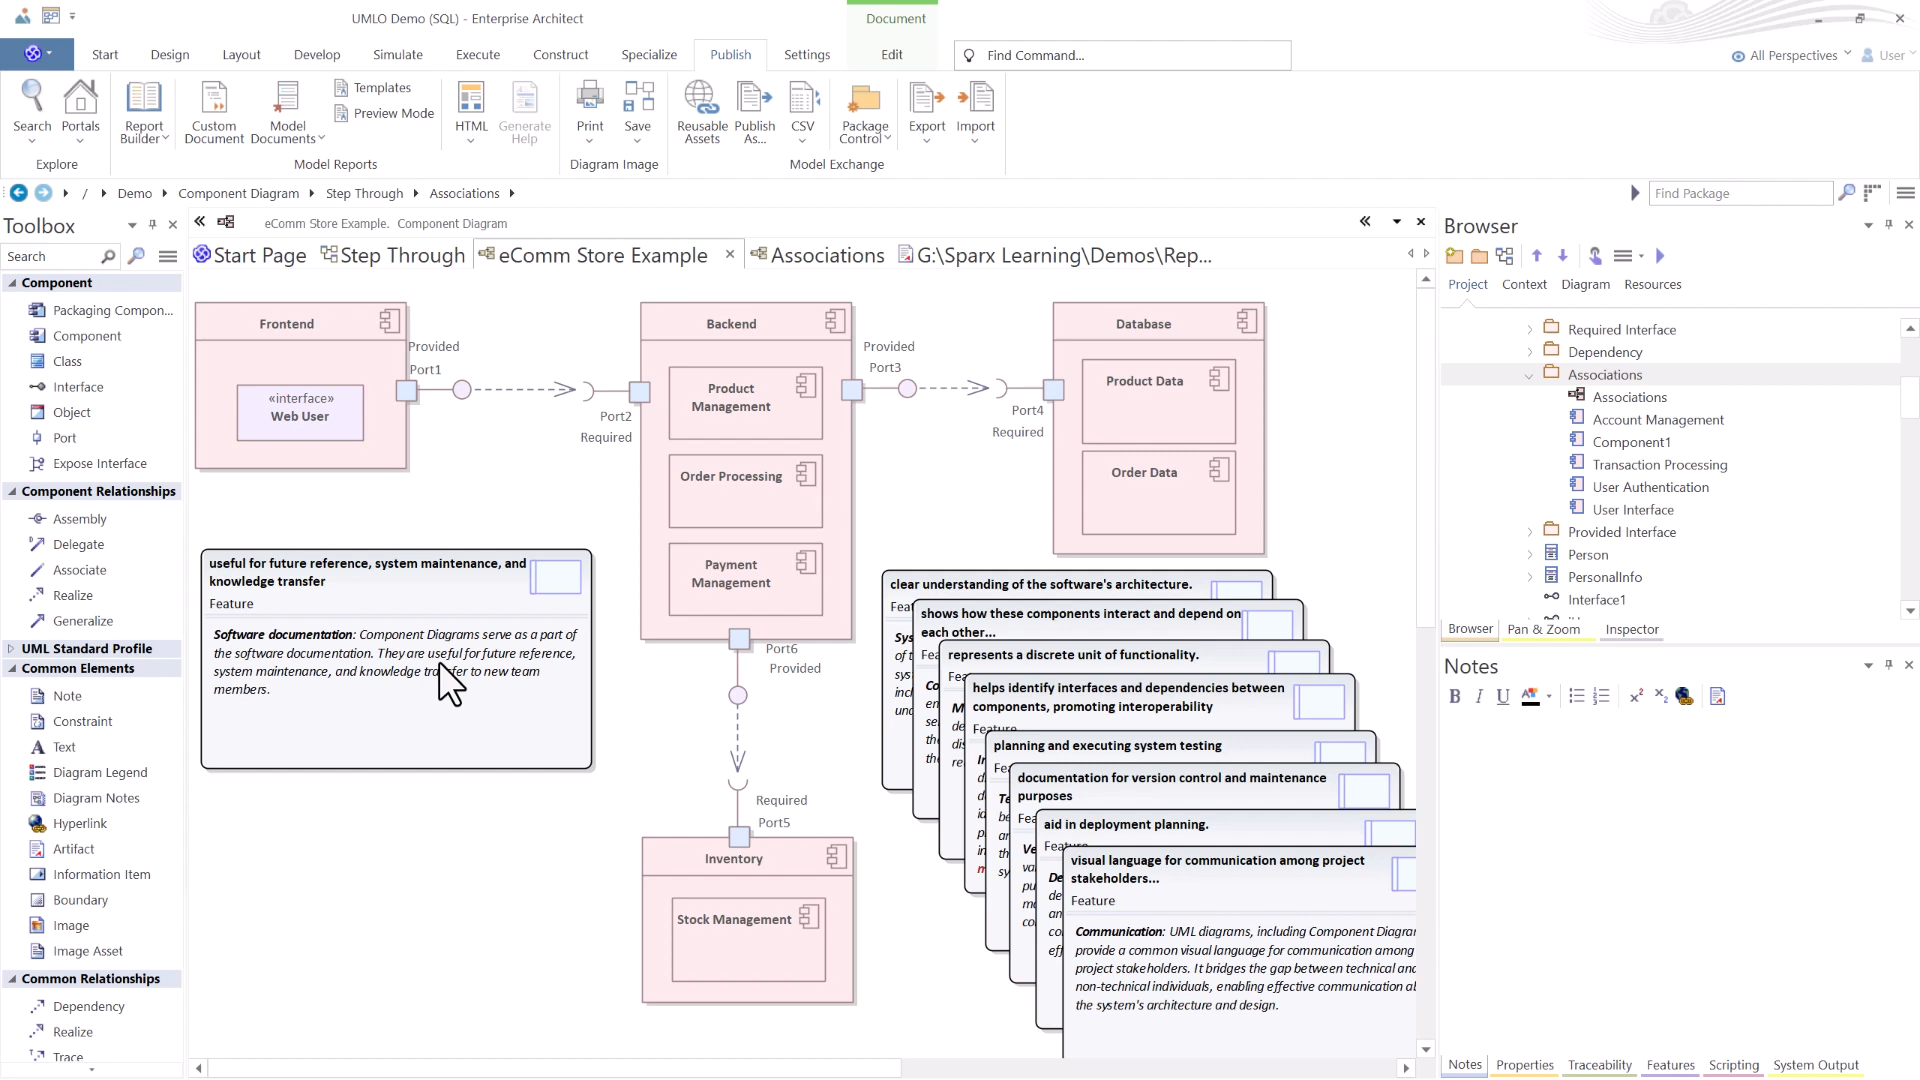 UMLO Demo (SQL) - Enterprise Architect
Document
Start
Design
Layout
Develop
Simulate
Execute
Construct
Specialize
Publish
Settings
Edit
Find Command...
All Perspectives
User
Search
Portals
Explore
Report
Builder
Custom
Document
Model
Documents
Templates
Preview Mode
Model Reports
HTML
Generate
Help
Print
Save
Diagram Image
Reusable
Assets
Publish
As...
CSV
Package
Control
Export
Import
Model Exchange
/
Demo
Component Diagram
Step Through
Associations
Find Package
Toolbox
Search
Component
Packaging Compon...
Component
Class
Interface
Object
Port
Expose Interface
Component Relationships
Assembly
Delegate
Associate
Realize
Generalize
UML Standard Profile
Common Elements
Note
Constraint
Text
Diagram Legend
Diagram Notes
Hyperlink
Artifact
Information Item
Boundary
Image
Image Asset
Common Relationships
Dependency
Realize
Trace
eComm Store Example. Component Diagram
Start Page
Step Through
eComm Store Example
Associations
G:\Sparx Learning\Demos\Rep...
Frontend
«interface»
Web User
Provided
Port1
Port2
Required
Backend
Product
Management
Order Processing
Payment
Management
Provided
Port3
Port4
Required
Database
Product Data
Order Data
Port6
Provided
Required
Port5
Inventory
Stock Management
useful for future reference, system maintenance, and
knowledge transfer
Feature
Software documentation: Component Diagrams serve as a part of
the software documentation. They are useful for future reference,
system maintenance, and knowledge transfer to new team
members.
clear understanding of the software's architecture.
shows how these components interact and depend on
each other...
represents a discrete unit of functionality.
helps identify interfaces and dependencies between
components, promoting interoperability
Feature
planning and executing system testing
documentation for version control and maintenance
purposes
aid in deployment planning.
Feature
visual language for communication among project
stakeholders...
Feature
Communication: UML diagrams, including Component Diagrar
provide a common visual language for communication among
project stakeholders. It bridges the gap between technical and
non-technical individuals, enabling effective communication al
the system's architecture and design.
Browser
Project
Context
Diagram
Resources
Required Interface
Dependency
Associations
Associations
Account Management
Component1
Transaction Processing
User Authentication
User Interface
Provided Interface
Person
PersonalInfo
Interface1
Browser
Pan & Zoom
Inspector
Notes
B I U
Notes
Properties
Traceability
Features
Scripting
System Output